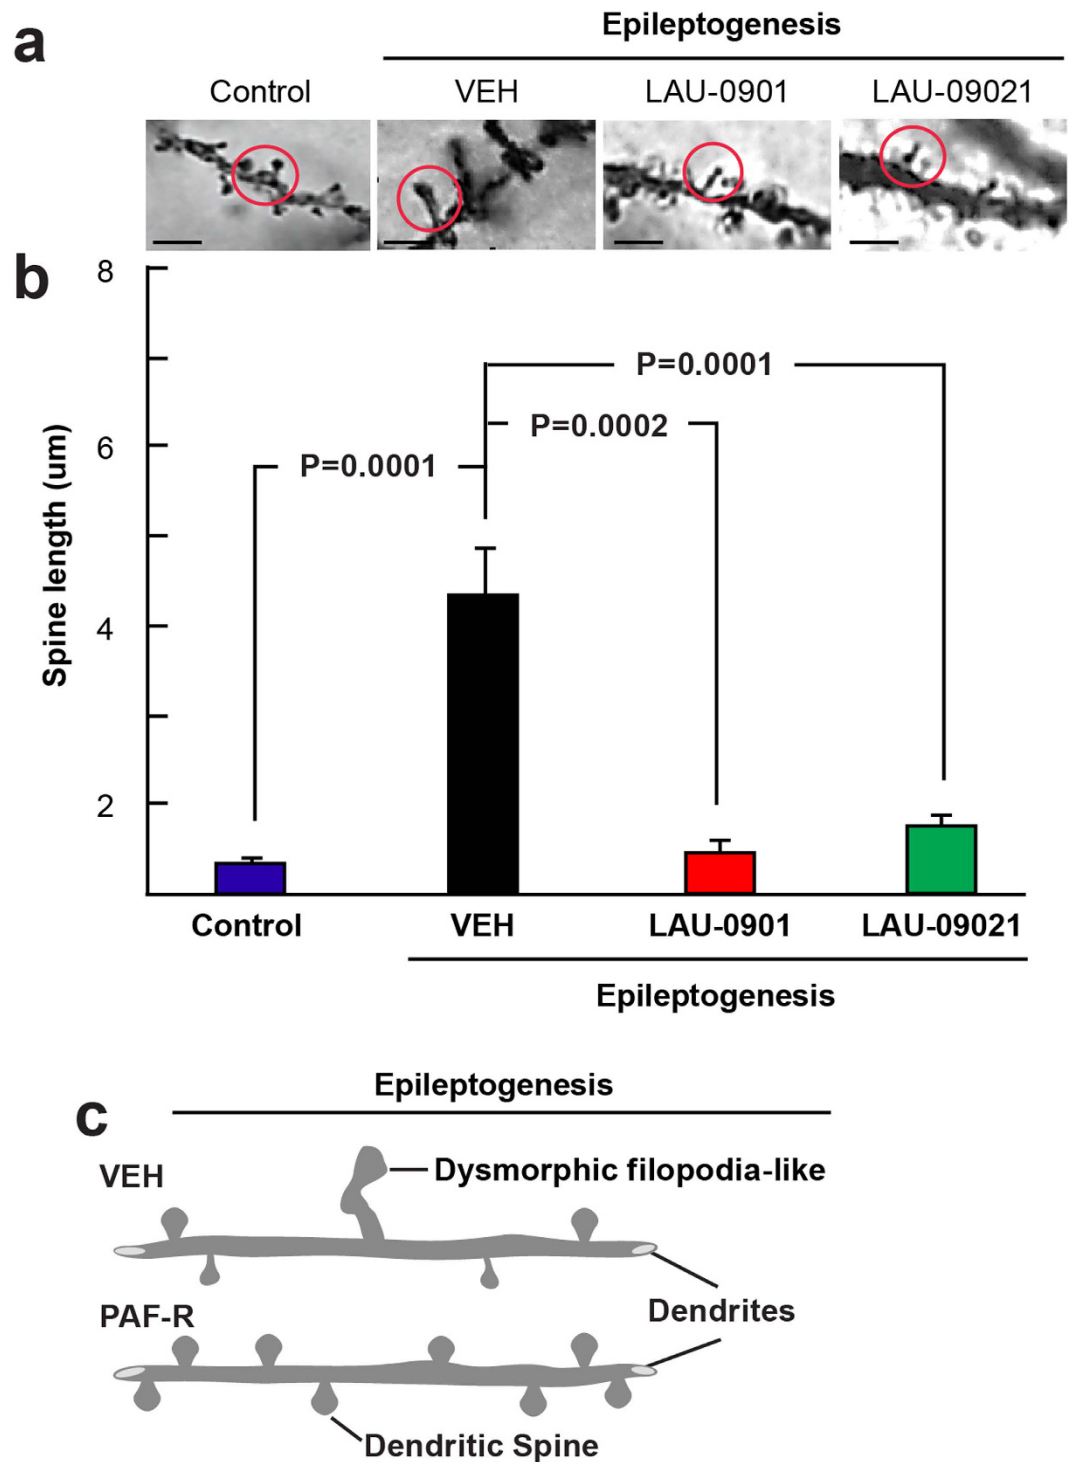 a
Epileptogenesis
Control
VEH
LAU-0901
LAU-09021
b
8
6
4
2
Spine length (um)
P=0.0001
P=0.0002
P=0.0001
Control
VEH
LAU-0901
LAU-09021
Epileptogenesis
c
Epileptogenesis
VEH
Dysmorphic filopodia-like
Dendrites
PAF-R
Dendritic Spine